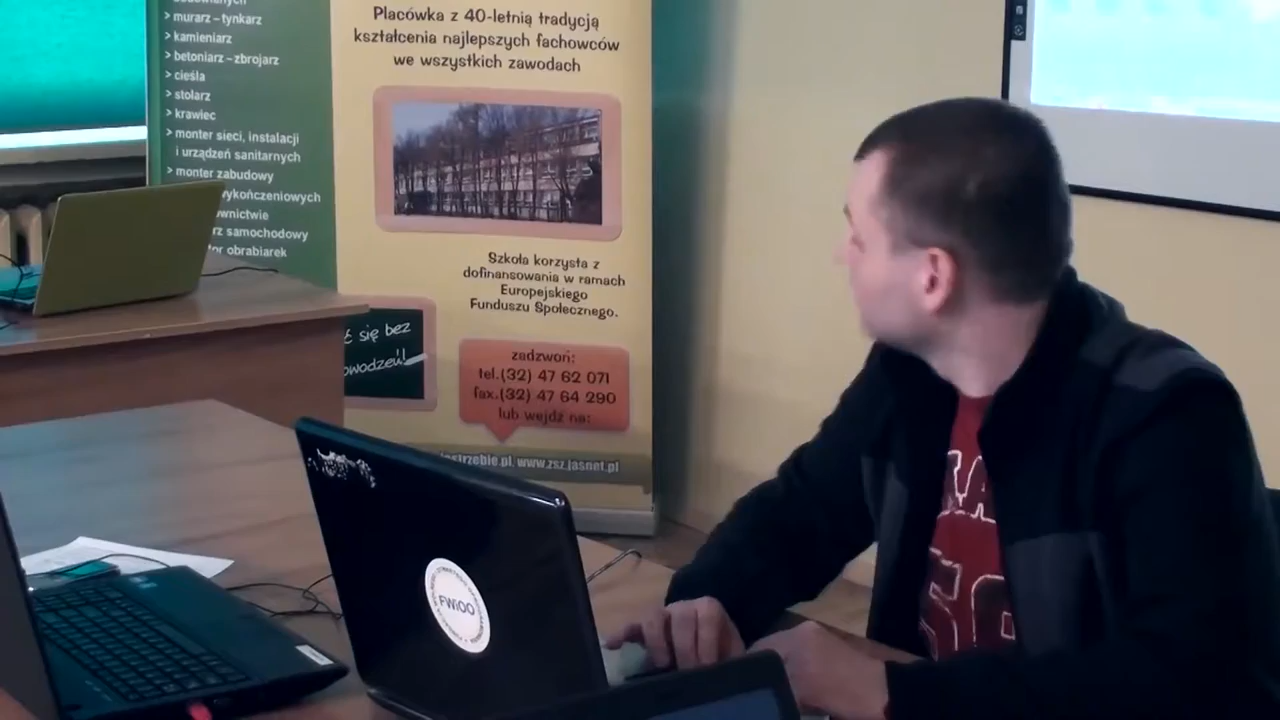 > murarz – tynkarz
> kamieniarz
> betoniarz – zbrojarz
> cieśla
> stolarz
> krawiec
> monter sieci, instalacji
i urządzeń sanitarnych
> monter zabudowy
ykończeniowych
ownictwie
rz samochodowy
tor obrabiarek
Placówka z 40-letnią tradycją
kształcenia najlepszych fachowców
we wszystkich zawodach
Szkoła korzysta z
dofinansowania w ramach
Europejskiego
Funduszu Społecznego.
ć się bez
owodzeń!
zadzwoń:
tel.(32) 47 62 071
fax.(32) 47 64 290
lub wejdź na:
jastrzebie.pl, www.zsz.jasnet.pl
FWiOO